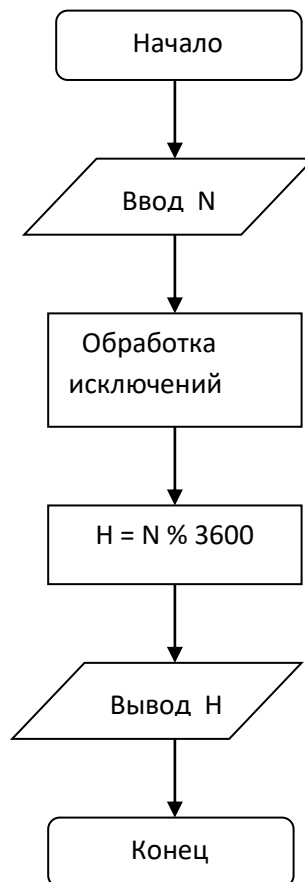 Начало
Ввод N
Обработка
исключений
H = N % 3600
Вывод H
Конец